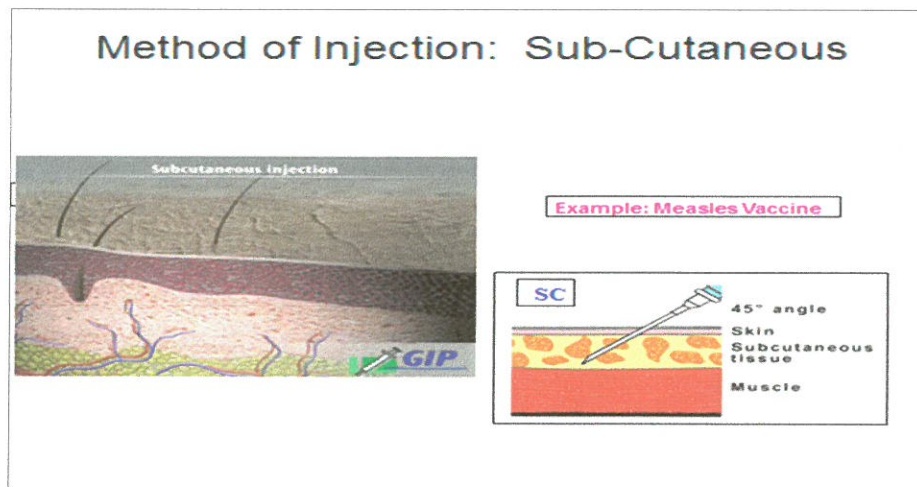 Method of Injection: Sub-Cutaneous
Subcutaneous injection
GIP
Example: Measles Vaccine
SC
45° angle
Skin
Subcutaneous
tissue
Muscle